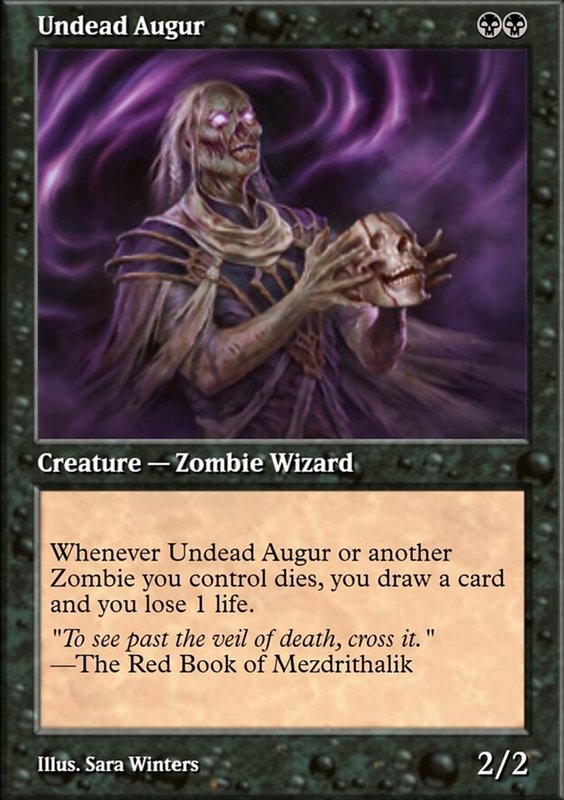 Undead Augur
Creature — Zombie Wizard
Whenever Undead Augur or another
Zombie you control dies, you draw a card
and you lose 1 life.
"To see past the veil of death, cross it."
—The Red Book of Mezdrithalik
Illus. Sara Winters
2/2